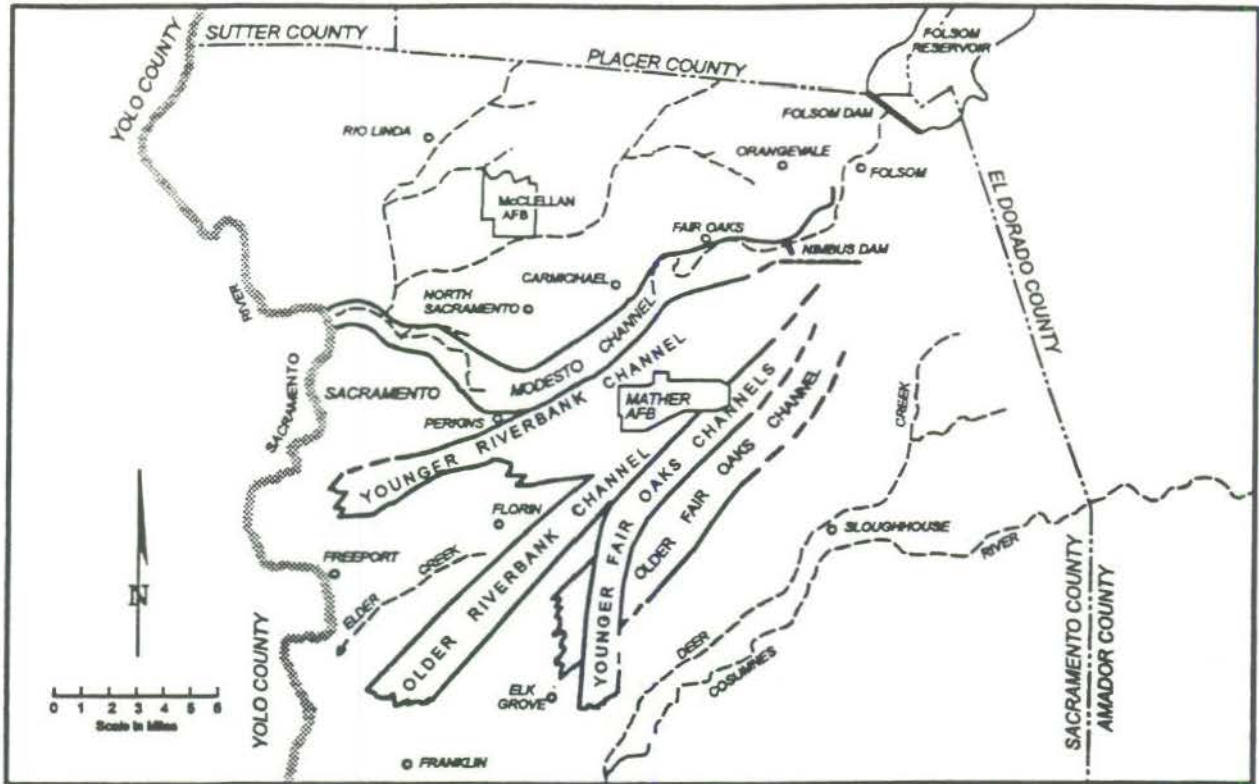 SUTTER COUNTY
YOLO COUNTY
PLACER COUNTY
FOLSOM
RESERVOIR
FOLSOM DAM
RIO LINDA
ORANGEVALE
FOLSOM
McCLELLAN
AFB
EL DORADO COUNTY
FAIR OAKS
NIMBUS DAM
CARMICHAEL
NORTH
SACRAMENTO
RIVER
SACRAMENTO
MODESTO CHANNEL
SACRAMENTO
PERKINS
YOUNGER RIVERBANK CHANNEL
MATHER
AFB
OLDER RIVERBANK CHANNEL
YOUNGER FAIR OAKS CHANNELS
OLDER FAIR OAKS CHANNEL
CREEK
FLORIN
SLOUGHHOUSE
RIVER
FREEPORT
ELDER CREEK
N
DEER
COSUMNES
ELK
GROVE
YOLO COUNTY
SACRAMENTO COUNTY
AMADOR COUNTY
0 1 2 3 4 5 6
Scale in Miles
FRANKLIN